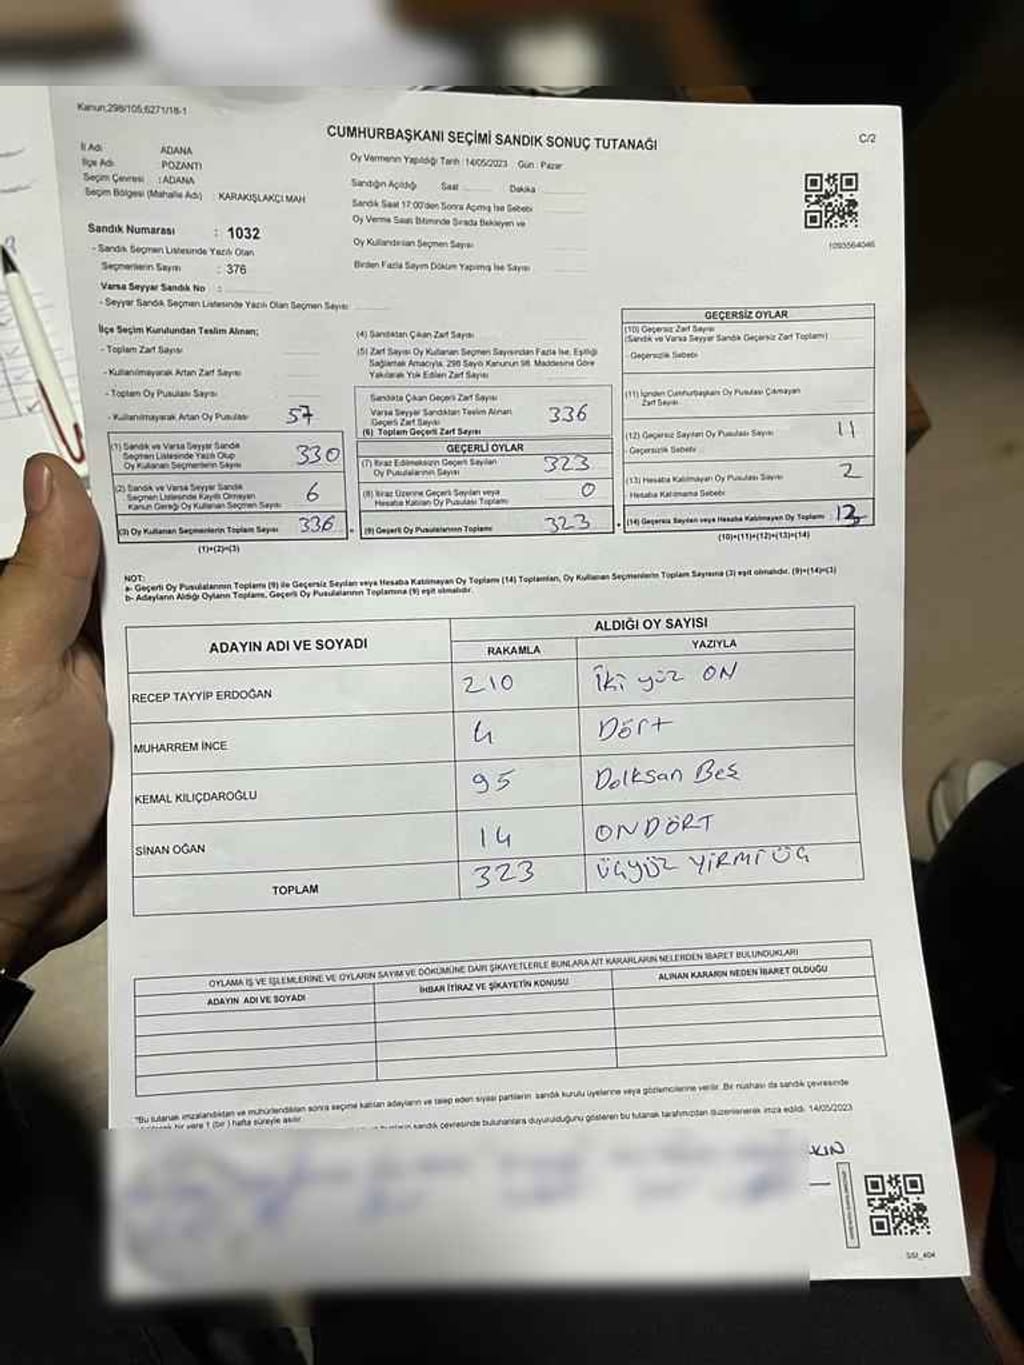 Kanun;298/105;6271/18-1
CUMHURBAŞKANI SEÇİMİ SANDIK SONUÇ TUTANAĞI
C/2
İl Adı ADANA
İlçe Adı : POZANTI
Seçim Çevresi : ADANA
Seçim Bölgesi (Mahalle Adı) : KARAKIŞLAKÇI MAH
Oy Vermenin Yapıldığı Tarih : 14/05/2023 Gün : Pazar
Sandığın Açıldığı Saat Dakika
Sandık Saat 17:00'den Sonra Açılmış İse Sebebi
Oy Verme Saati Bitiminde Sırada Bekleyen ve
Oy Kullandırılan Seçmen Sayısı
Birden Fazla Sayım Döküm Yapılmış İse Sayısı
1093564046
Sandık Numarası : 1032
- Sandık Seçmen Listesinde Yazılı Olan
Seçmenlerin Sayısı : 376
Varsa Seyyar Sandık No :
- Seyyar Sandık Seçmen Listesinde Yazılı Olan Seçmen Sayısı
İlçe Seçim Kurulundan Teslim Alınan;
- Toplam Zarf Sayısı
- Kullanılmayarak Artan Zarf Sayısı
- Toplam Oy Pusulası Sayısı
- Kullanılmayarak Artan Oy Pusulası 57
(1) Sandık ve Varsa Seyyar Sandık
Seçmen Listesinde Yazılı Olup
Oy Kullanan Seçmenlerin Sayısı 330
(2) Sandık ve Varsa Seyyar Sandık
Seçmen Listesinde Kayıtlı Olmayan
Kanun Gereği Oy Kullanan Seçmen Sayısı 6
(3) Oy Kullanan Seçmenlerin Toplam Sayısı 336
(1)+(2)=(3)
(4) Sandıktan Çıkan Zarf Sayısı
(5) Zarf Sayısı Oy Kullanan Seçmen Sayısından Fazla İse, Eşitliği
Sağlamak Amacıyla, 298 Sayılı Kanunun 98. Maddesine Göre
Yakılarak Yok Edilen Zarf Sayısı
Sandıkta Çıkan Geçerli Zarf Sayısı
Varsa Seyyar Sandıktan Teslim Alınan
Geçerli Zarf Sayısı
(6) Toplam Geçerli Zarf Sayısı 336
GEÇERLİ OYLAR
(7) İtiraz Edilmeksizin Geçerli Sayılan
Oy Pusulalarının Sayısı 323
(8) İtiraz Üzerine Geçerli Sayılan veya
Hesaba Katılan Oy Pusulası Toplamı 0
(9) Geçerli Oy Pusulalarının Toplamı 323
GEÇERSİZ OYLAR
(10) Geçersiz Zarf Sayısı
(Sandık ve Varsa Seyyar Sandık Geçersiz Zarf Toplamı)
Geçersizlik Sebebi
(11) İçinden Cumhurbaşkanı Oy Pusulası Çıkmayan
Zarf Sayısı
(12) Geçersiz Sayılan Oy Pusulası Sayısı 11
- Geçersizlik Sebebi
(13) Hesaba Katılmayan Oy Pusulası Sayısı 2
Hesaba Katılmama Sebebi
(14) Geçersiz Sayılan veya Hesaba Katılmayan Oy Toplamı 13
(10)+(11)+(12)+(13)=(14)
NOT:
a- Geçerli Oy Pusulalarının Toplamı (9) ile Geçersiz Sayılan veya Hesaba Katılmayan Oy Toplamı (14) Toplamları, Oy Kullanan Seçmenlerin Toplam Sayısına (3) eşit olmalıdır. (9)+(14)=(3)
b- Adayların Aldığı Oyların Toplamı, Geçerli Oy Pusulalarının Toplamına (9) eşit olmalıdır.
ADAYIN ADI VE SOYADI
ALDIĞI OY SAYISI
RAKAMLA YAZIYLA
RECEP TAYYİP ERDOĞAN 210 İki yüz ON
MUHARREM İNCE 4 Dört
KEMAL KILIÇDAROĞLU 95 Dolksan Beş
SİNAN OĞAN 14 ONDÖRT
TOPLAM 323 ÜÇYÜZ YİRMİ ÜÇ
OYLAMA İŞ VE İŞLEMLERİNE VE OYLARIN SAYIM VE DÖKÜMÜNE DAİR ŞİKAYETLERLE BUNLARA AİT KARARLARIN NELERDEN İBARET BULUNDUKLARI
ADAYIN ADI VE SOYADI İHBAR İTİRAZ VE ŞİKAYETİN KONUSU ALINAN KARARIN NEDEN İBARET OLDUĞU
"Bu tutanak imzalandıktan ve mühürlendikten sonra seçime katılan adayların ve talep eden siyasi partilerin sandık kurulu üyelerine veya gözlemcilerine verilir. Bir nüshası da sandık çevresinde
bir yere 1 (bir) hafta süreyle asılır.
sandık çevresinde bulunanlara duyurulduğunu gösteren bu tutanak tarafımızdan düzenlenerek imza edildi. 14/05/2023
SSI_404